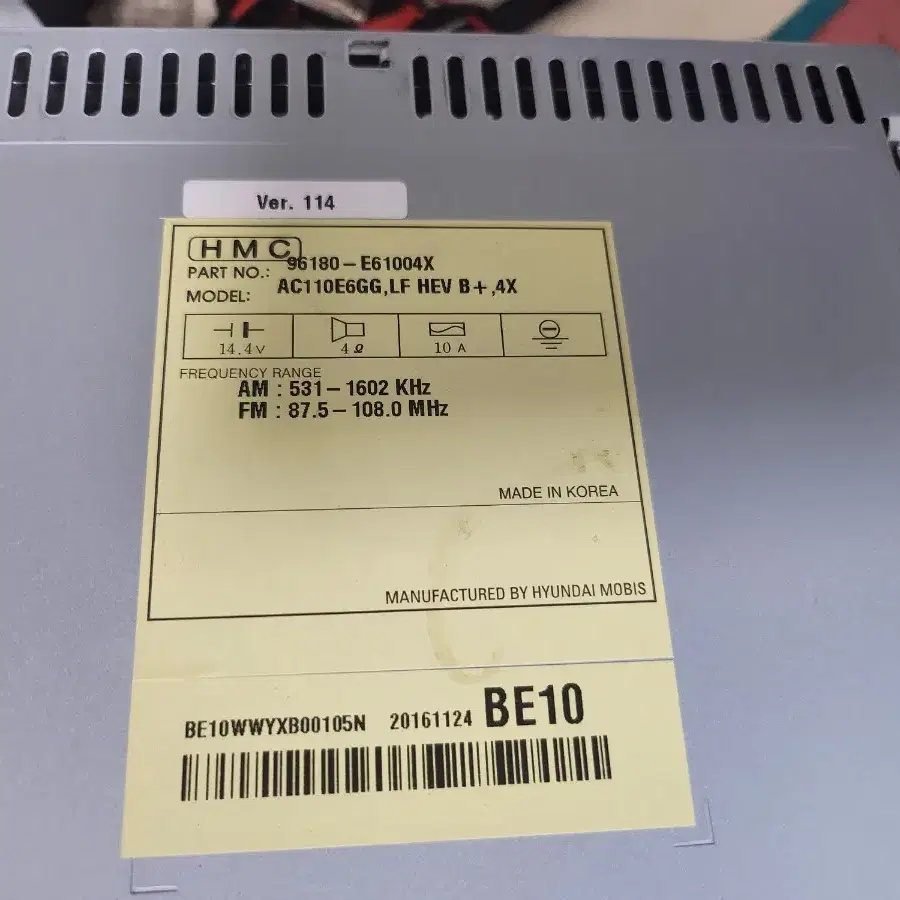 Ver. 114
HMC
PART NO.: 96180-E61004X
MODEL: AC110E6GG,LF HEV B+,4X
14.4V 4Ω 10 A
FREQUENCY RANGE
AM : 531-1602 KHz
FM : 87.5-108.0 MHz
MADE IN KOREA
MANUFACTURED BY HYUNDAI MOBIS
BE10WWYXB00105N 20161124 BE10